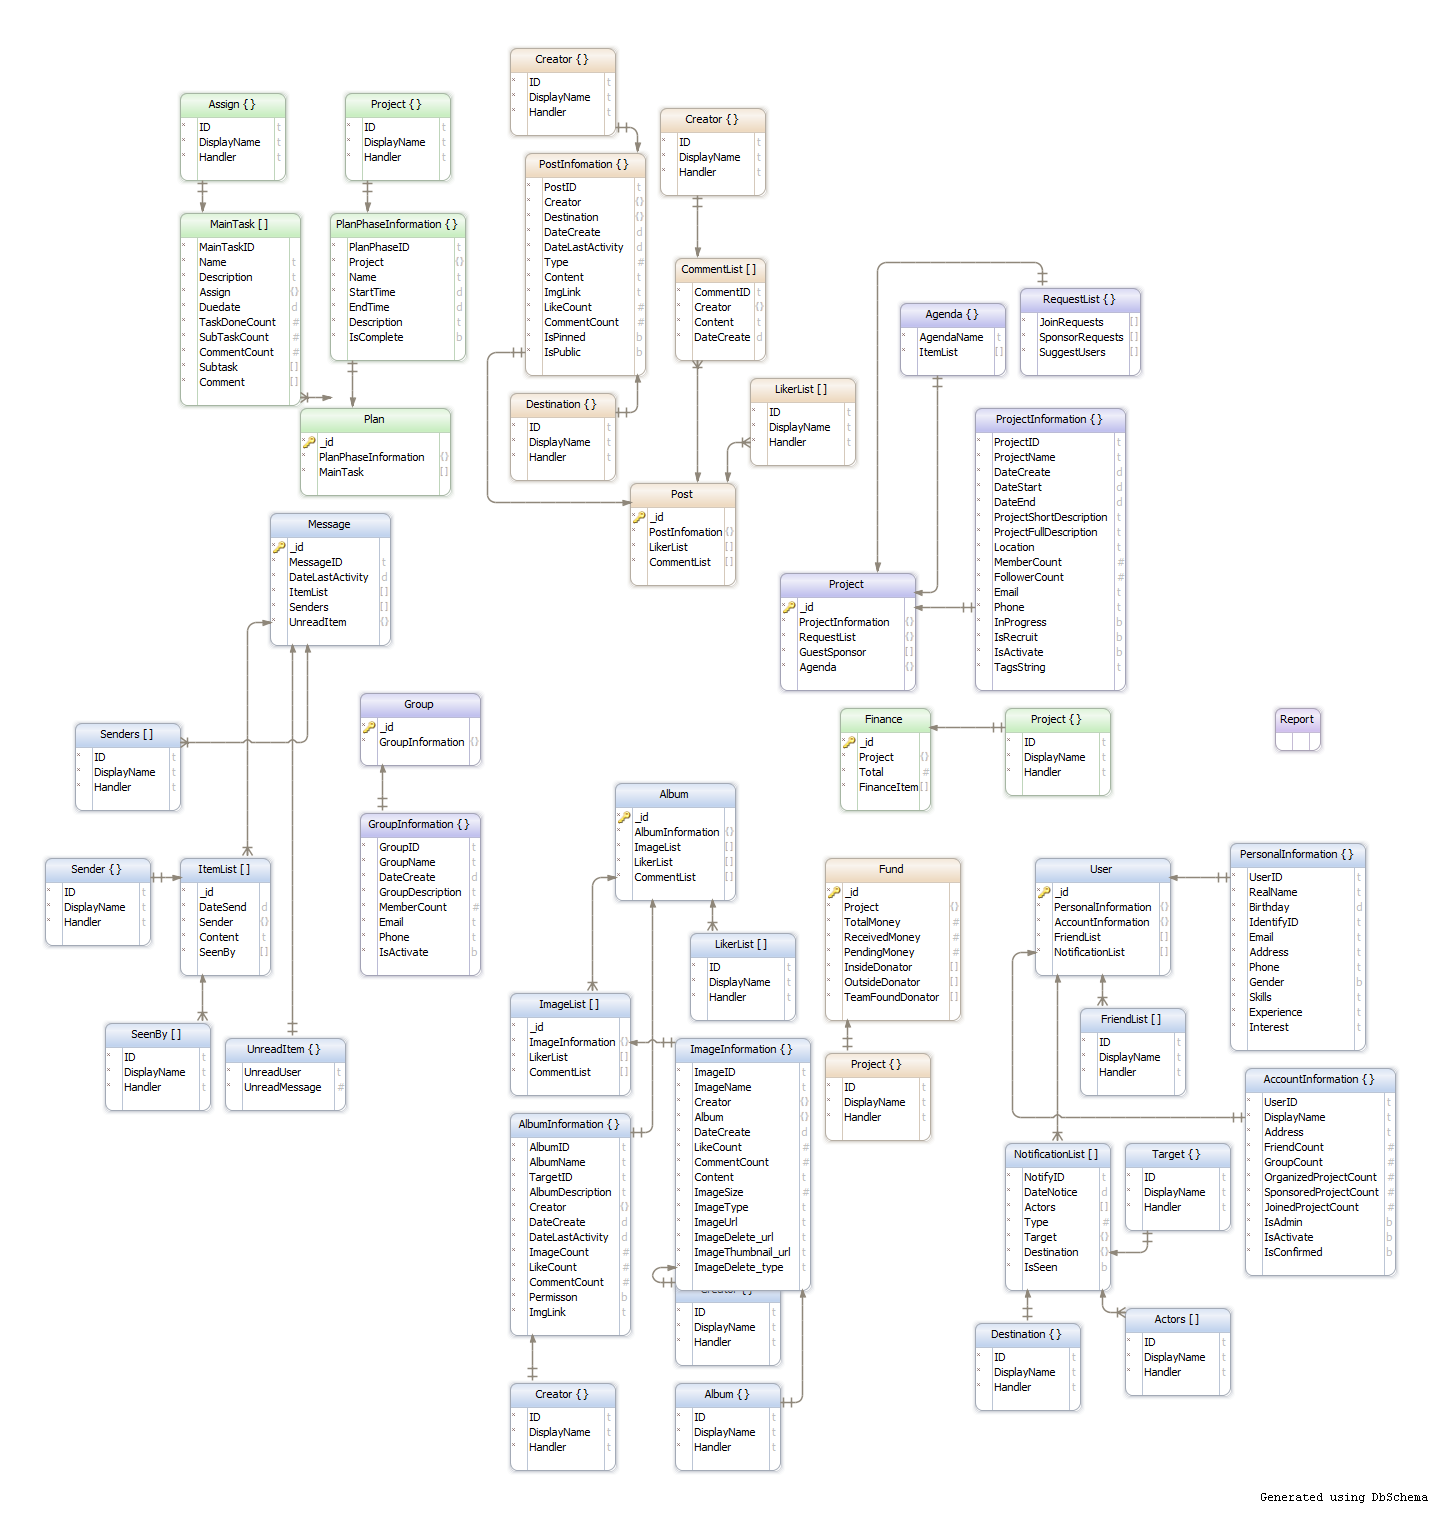 Creator {}
ID t
DisplayName t
Handler t
Assign {}
ID t
DisplayName t
Handler t
Project {}
ID t
DisplayName t
Handler t
Creator {}
ID t
DisplayName t
Handler t
PostInfomation {}
PostID t
Creator {}
Destination {}
DateCreate d
DateLastActivity d
Type #
Content t
ImgLink t
LikeCount #
CommentCount #
IsPinned b
IsPublic b
MainTask []
MainTaskID
Name t
Description t
Assign {}
Duedate d
TaskDoneCount #
SubTaskCount #
CommentCount #
Subtask []
Comment []
PlanPhaseInformation {}
PlanPhaseID t
Project {}
Name t
StartTime d
EndTime d
Description t
IsComplete b
CommentList []
CommentID t
Creator {}
Content t
DateCreate d
RequestList {}
JoinRequests []
SponsorRequests []
SuggestUsers []
Agenda {}
AgendaName t
ItemList []
LikerList []
ID t
DisplayName t
Handler t
Destination {}
ID t
DisplayName t
Handler t
Plan
_id
PlanPhaseInformation {}
MainTask []
ProjectInformation {}
ProjectID t
ProjectName t
DateCreate d
DateStart d
DateEnd d
ProjectShortDescription t
ProjectFullDescription t
Location t
MemberCount #
FollowerCount #
Email t
Phone t
InProgress b
IsRecruit b
IsActivate b
TagsString t
Post
_id
PostInfomation {}
LikerList []
CommentList []
Message
_id
MessageID t
DateLastActivity d
ItemList []
Senders []
UnreadItem {}
Project
_id
ProjectInformation {}
RequestList {}
GuestSponsor []
Agenda {}
Group
_id
GroupInformation {}
Finance
_id
Project {}
Total #
FinanceItem []
Project {}
ID t
DisplayName t
Handler t
Report
Senders []
ID t
DisplayName t
Handler t
Album
_id
AlbumInformation {}
ImageList []
LikerList []
CommentList []
GroupInformation {}
GroupID t
GroupName t
DateCreate d
GroupDescription t
MemberCount #
Email t
Phone t
IsActivate b
Sender {}
ID t
DisplayName t
Handler t
ItemList []
_id
DateSend d
Sender {}
Content t
SeenBy []
Fund
_id
Project {}
TotalMoney #
ReceivedMoney #
PendingMoney #
InsideDonator []
OutsideDonator []
TeamFoundDonator []
User
_id
PersonalInformation {}
AccountInformation {}
FriendList []
NotificationList []
PersonalInformation {}
UserID t
RealName t
Birthday d
IdentifyID t
Email t
Address t
Phone t
Gender b
Skills t
Experience t
Interest t
LikerList []
ID t
DisplayName t
Handler t
ImageList []
_id
ImageInformation {}
LikerList []
CommentList []
FriendList []
ID t
DisplayName t
Handler t
SeenBy []
ID t
DisplayName t
Handler t
UnreadItem {}
UnreadUser t
UnreadMessage #
ImageInformation {}
ImageID t
ImageName t
Creator {}
Album {}
DateCreate d
LikeCount #
CommentCount #
Content t
ImageSize #
ImageType t
ImageUrl t
ImageDelete_url t
ImageThumbnail_url t
ImageDelete_type t
Project {}
ID t
DisplayName t
Handler t
AccountInformation {}
UserID t
DisplayName t
Address t
FriendCount #
GroupCount #
OrganizedProjectCount #
SponsoredProjectCount #
JoinedProjectCount #
IsAdmin b
IsActivate b
IsConfirmed b
AlbumInformation {}
AlbumID t
AlbumName t
TargetID t
AlbumDescription t
Creator {}
DateCreate d
DateLastActivity d
ImageCount #
LikeCount #
CommentCount #
Permisson b
ImgLink t
NotificationList []
NotifyID t
DateNotice d
Actors []
Type #
Target {}
Destination {}
IsSeen b
Target {}
ID t
DisplayName t
Handler t
Creator {}
ID t
DisplayName t
Handler t
Actors []
ID t
DisplayName t
Handler t
Destination {}
ID t
DisplayName t
Handler t
Creator {}
ID t
DisplayName t
Handler t
Album {}
ID t
DisplayName t
Handler t
Generated using DbSchema